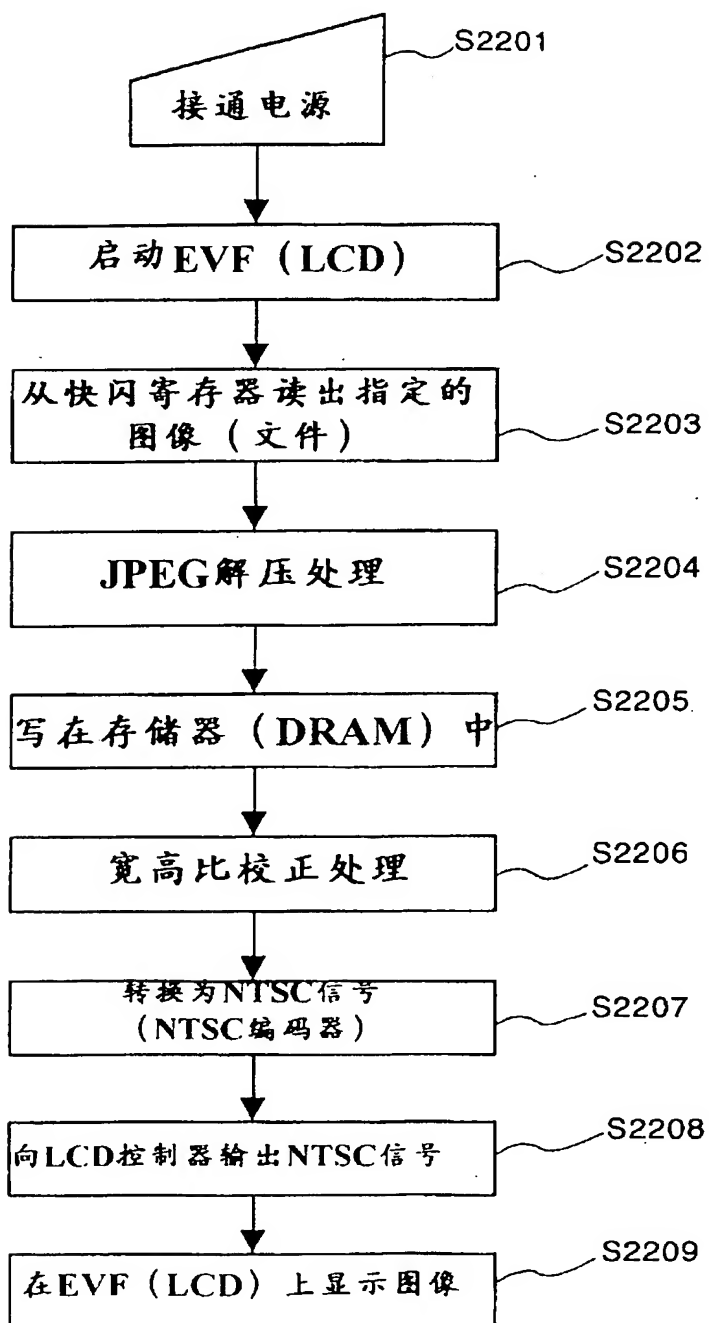 接通电源
S2201
启动EVF(LCD)
S2202
从快闪寄存器读出指定的
图像(文件)
S2203
JPEG解压处理
S2204
写在存储器(DRAM)中
S2205
宽高比校正处理
S2206
转换为NTSC信号
(NTSC编码器)
S2207
向LCD控制器输出NTSC信号
S2208
在EVF(LCD)上显示图像
S2209